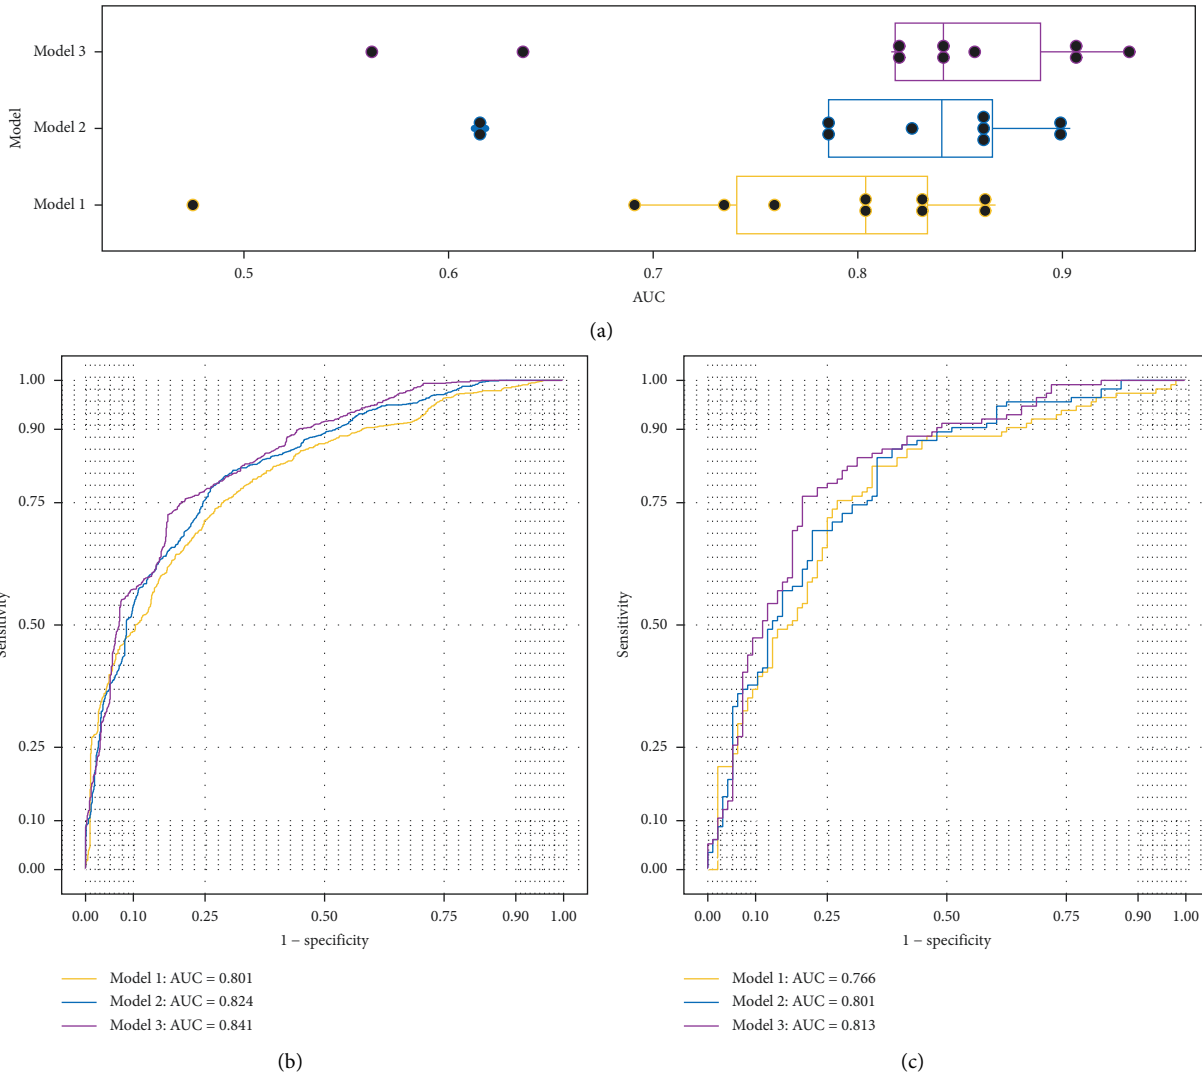 Model 3
Model 2
Model 1
Model
0.5 0.6 0.7 0.8 0.9
AUC
(a)
1.00
0.90
0.75
0.50
0.25
0.10
0.00
Sensitivity
0.00 0.10 0.25 0.50 0.75 0.90 1.00
1 − specificity
Model 1: AUC = 0.801
Model 2: AUC = 0.824
Model 3: AUC = 0.841
(b)
1.00
0.90
0.75
0.50
0.25
0.10
0.00
Sensitivity
0.00 0.10 0.25 0.50 0.75 0.90 1.00
1 − specificity
Model 1: AUC = 0.766
Model 2: AUC = 0.801
Model 3: AUC = 0.813
(c)